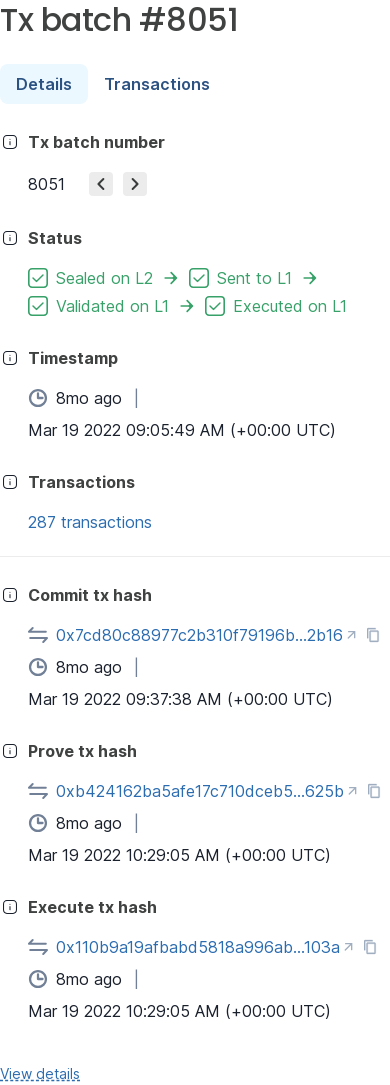 Tx batch #8051
Details Transactions
Tx batch number
8051
Status
Sealed on L2 → Sent to L1 →
Validated on L1 → Executed on L1
Timestamp
8mo ago |
Mar 19 2022 09:05:49 AM (+00:00 UTC)
Transactions
287 transactions
Commit tx hash
0x7cd80c88977c2b310f79196b...2b16
8mo ago |
Mar 19 2022 09:37:38 AM (+00:00 UTC)
Prove tx hash
0xb424162ba5afe17c710dceb5...625b
8mo ago |
Mar 19 2022 10:29:05 AM (+00:00 UTC)
Execute tx hash
0x110b9a19afbabd5818a996ab...103a
8mo ago |
Mar 19 2022 10:29:05 AM (+00:00 UTC)
View details